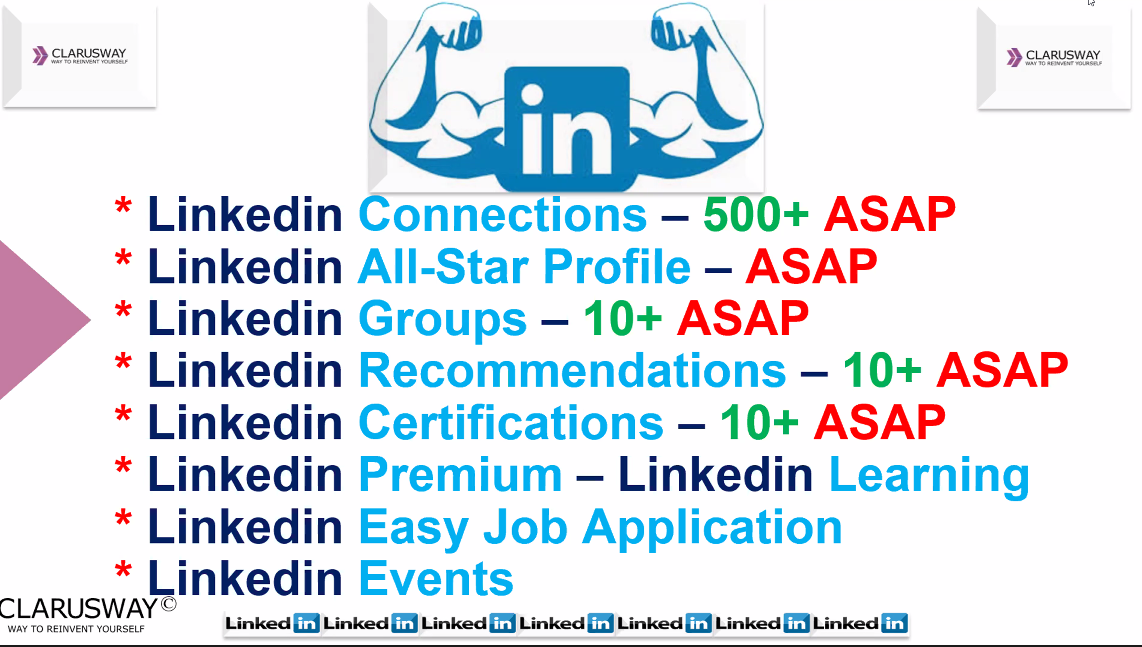 CLARUSWAY
WAY TO REINVENT YOURSELF
in
CLARUSWAY
WAY TO REINVENT YOURSELF
* Linkedin Connections – 500+ ASAP
* Linkedin All-Star Profile – ASAP
* Linkedin Groups – 10+ ASAP
* Linkedin Recommendations – 10+ ASAP
* Linkedin Certifications – 10+ ASAP
* Linkedin Premium – Linkedin Learning
* Linkedin Easy Job Application
* Linkedin Events
CLARUSWAY©
WAY TO REINVENT YOURSELF
Linked in Linked in Linked in Linked in Linked in Linked in Linked in